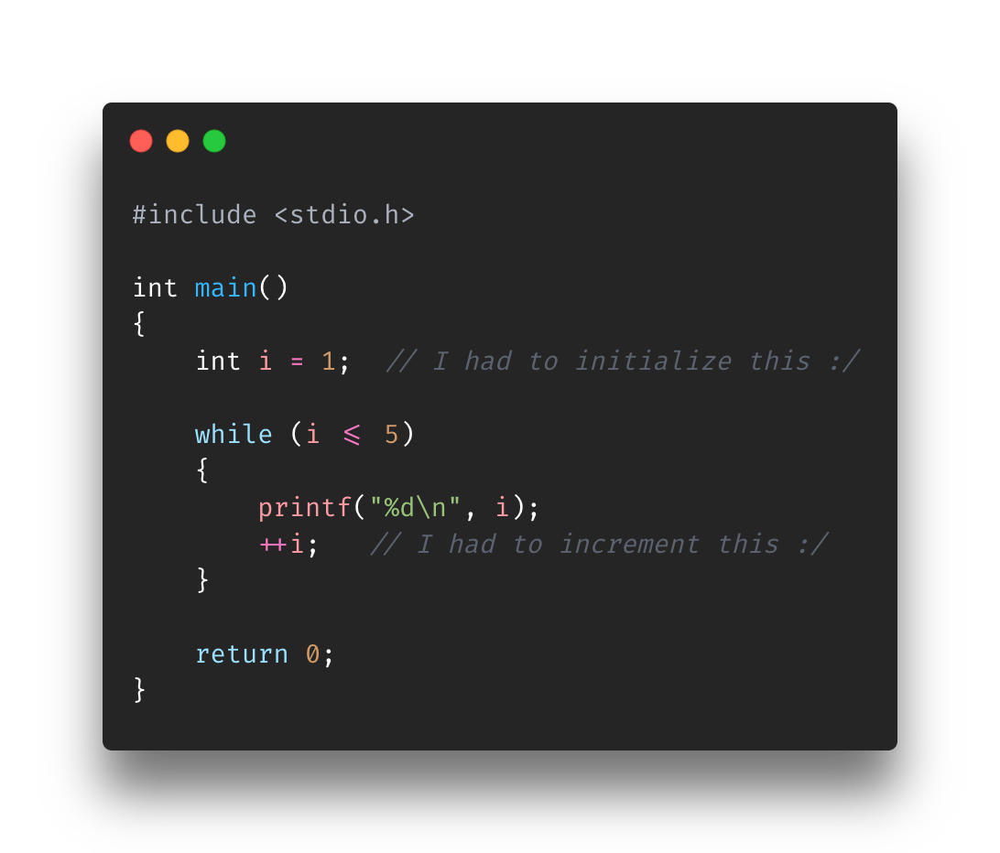 #include <stdio.h>

int main()
{
    int i = 1;  // I had to initialize this :/

    while (i <= 5)
    {
        printf("%d\n", i);
        ++i;   // I had to increment this :/
    }

    return 0;
}